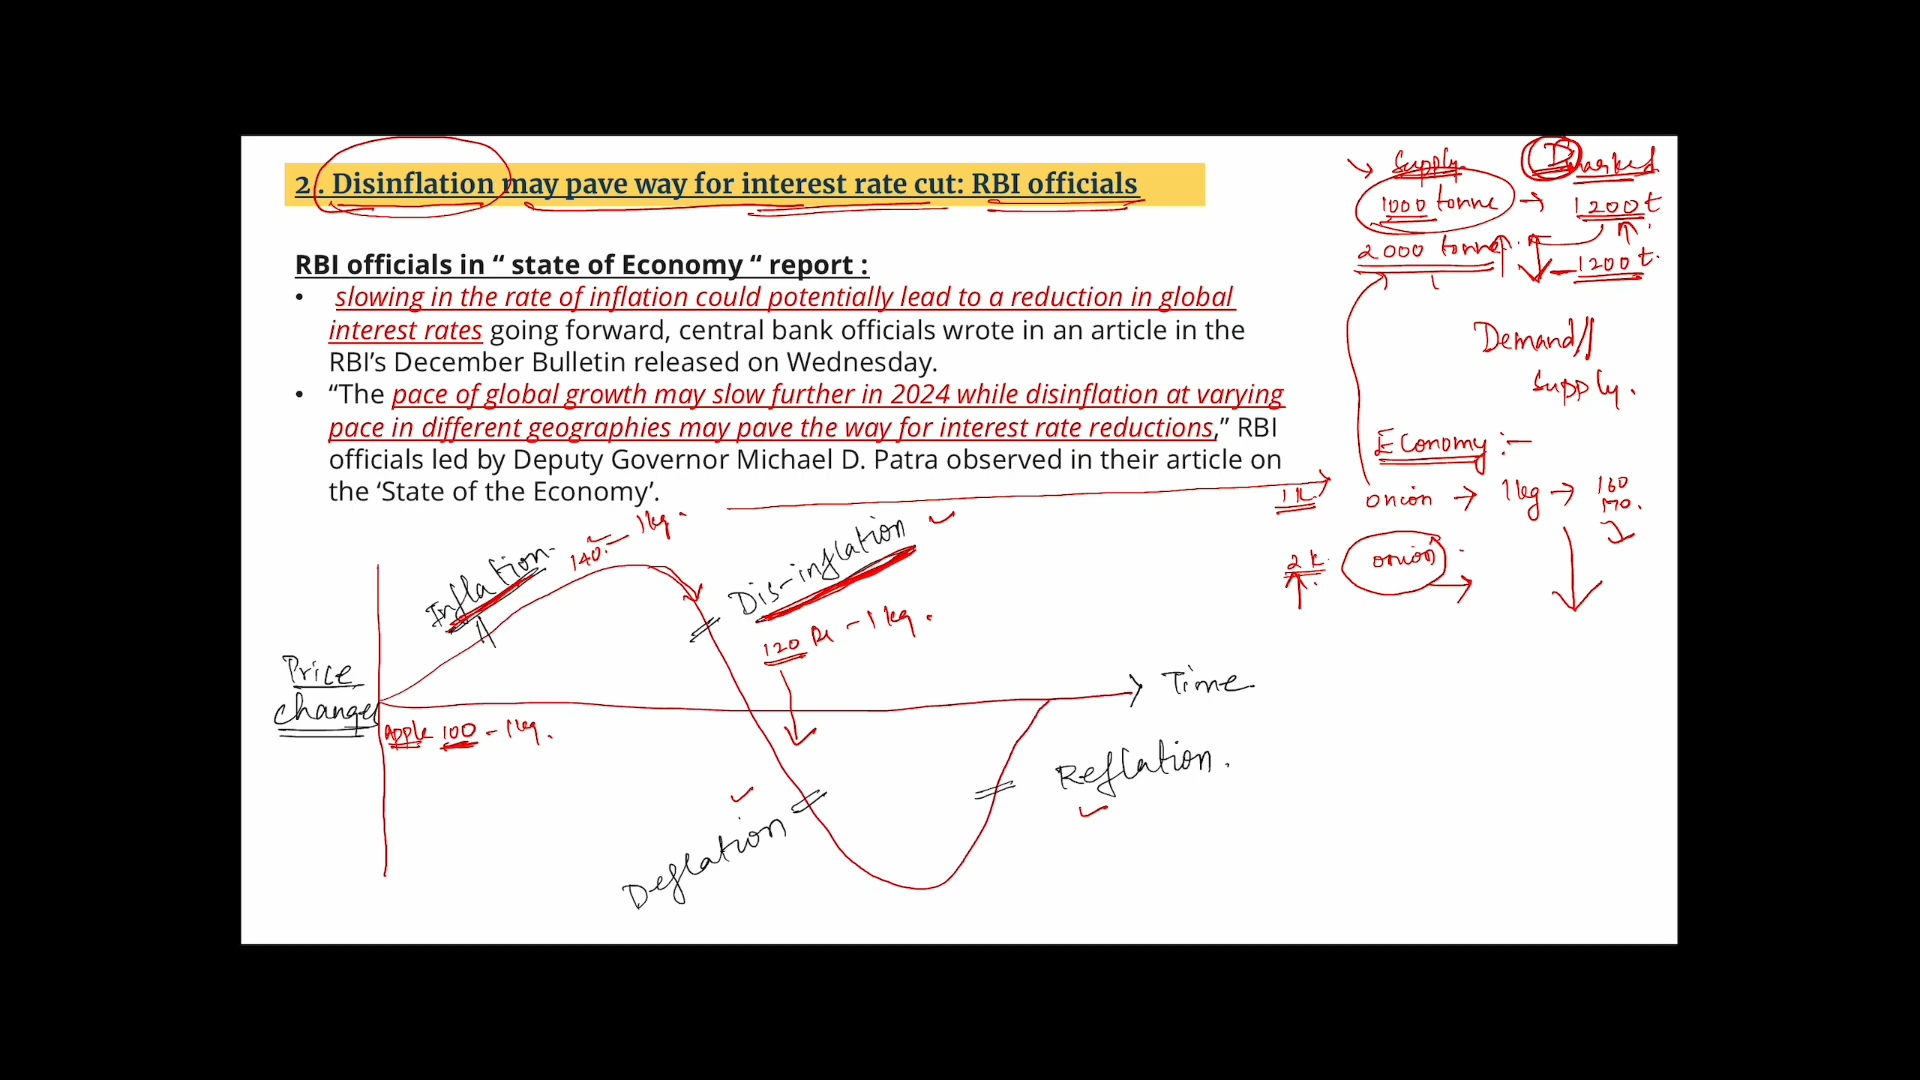 2 . Disinflation may pave way for interest rate cut: RBI officials
RBI officials in “ state of Economy “ report :
• slowing in the rate of inflation could potentially lead to a reduction in global
interest rates going forward, central bank officials wrote in an article in the
RBI’s December Bulletin released on Wednesday.
• “The pace of global growth may slow further in 2024 while disinflation at varying
pace in different geographies may pave the way for interest rate reductions,” RBI
officials led by Deputy Governor Michael D. Patra observed in their article on
the ‘State of the Economy’.
Supply
1000 tonne → 1200 t
2000 tonne
1200 t.
Demand//
Supply.
Economy :-
onion → 1kg → 160
170.
2k onion
Inflation
140 - 1kg.
Dis-inflation
120 Rs - 1kg.
Price
change
apple 100 - 1kg.
Time
Deflation
Reflation.